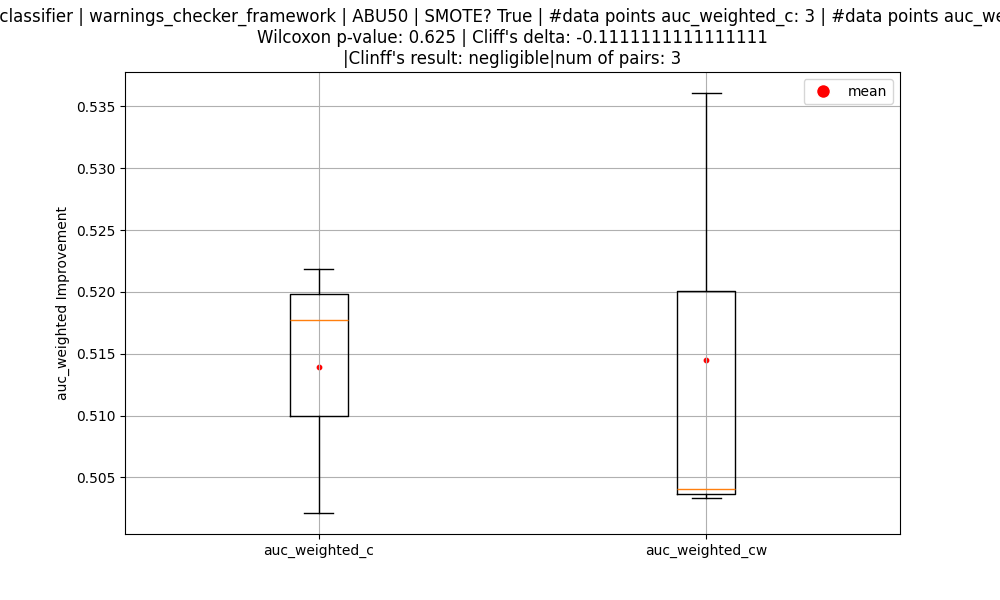 classifier | warnings_checker_framework | ABU50 | SMOTE? True | #data points auc_weighted_c: 3 | #data points
Wilcoxon p-value: 0.625 | Cliff's delta: -0.1111111111111111
|Clinff's result: negligible|num of pairs: 3
mean
0.535
0.530
0.525
0.520
0.515
0.510
0.505
auc_weighted Improvement
auc_weighted_c
auc_weighted_cw